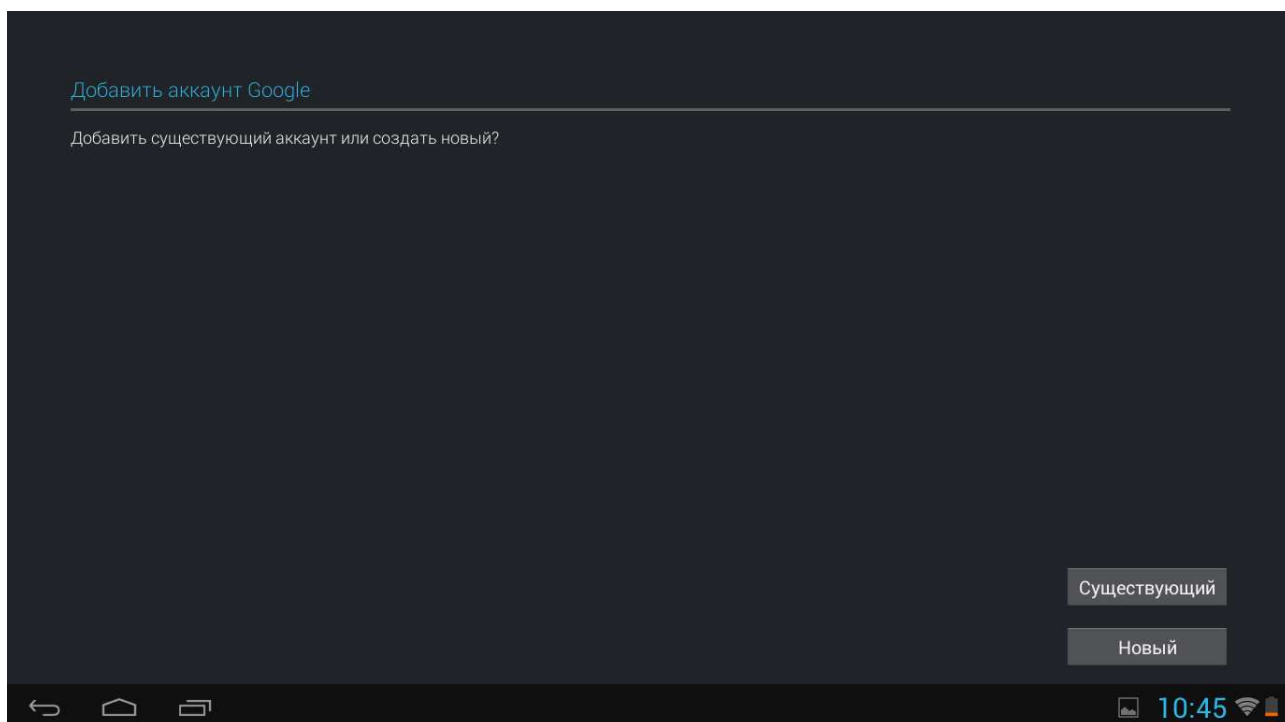 Добавить аккаунт Google
Добавить существующий аккаунт или создать новый?
Существующий
Новый
10:45